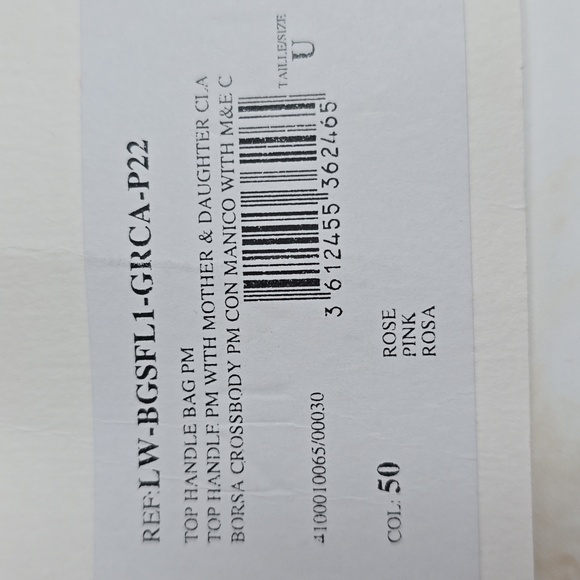 REF:LW-BGSFL1-GRCA-P22
TOP HANDLE BAG PM
TOP HANDLE PM WITH MOTHER & DAUGHTER CLA
BORSA CROSSBODY PM CON MANICO WITH M&E C
TAILLE/SIZE
U
3 612455 362465
4100010065/00030
COL: 50
ROSE
PINK
ROSA